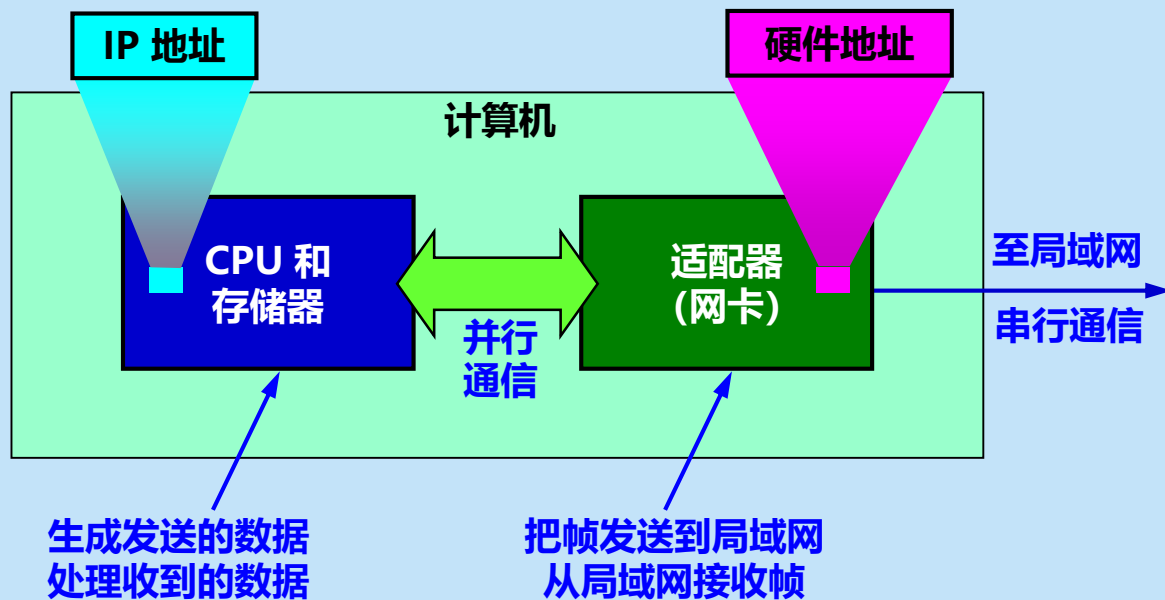 IP 地址
硬件地址
计算机
CPU 和
存储器
适配器
(网卡)
并行
通信
至局域网
串行通信
生成发送的数据
处理收到的数据
把帧发送到局域网
从局域网接收帧